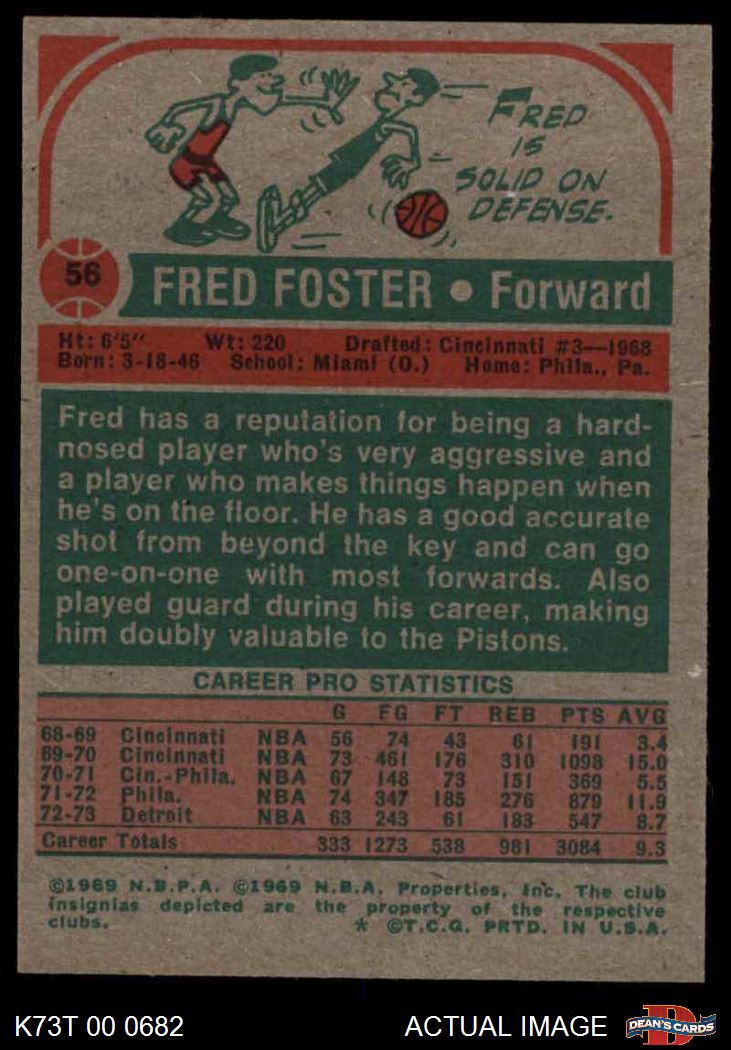 FRED
IS
SOLID ON
DEFENSE.
56
FRED FOSTER • Forward
Ht: 6'5" Wt: 220 Drafted: Cincinnati #3—1968
Born: 3-18-46 School: Miami (O.) Home: Phila., Pa.
Fred has a reputation for being a hard-
nosed player who's very aggressive and
a player who makes things happen when
he's on the floor. He has a good accurate
shot from beyond the key and can go
one-on-one with most forwards. Also
played guard during his career, making
him doubly valuable to the Pistons.
CAREER PRO STATISTICS
G FG FT REB PTS AVG
68-69 Cincinnati NBA 56 74 43 61 191 3.4
69-70 Cincinnati NBA 73 461 176 310 1098 15.0
70-71 Cin.-Phila. NBA 67 148 73 151 369 5.5
71-72 Phila. NBA 74 347 185 276 879 11.9
72-73 Detroit NBA 63 243 61 183 547 8.7
Career Totals 333 1273 538 981 3084 9.3
©1969 N.B.P.A. ©1969 N.B.A. Properties, Inc. The club
insignias depicted are the property of the respective
clubs. * ©T.C.G. PRTD. IN U.S.A.
K73T 00 0682 ACTUAL IMAGE D DEAN'S CARDS